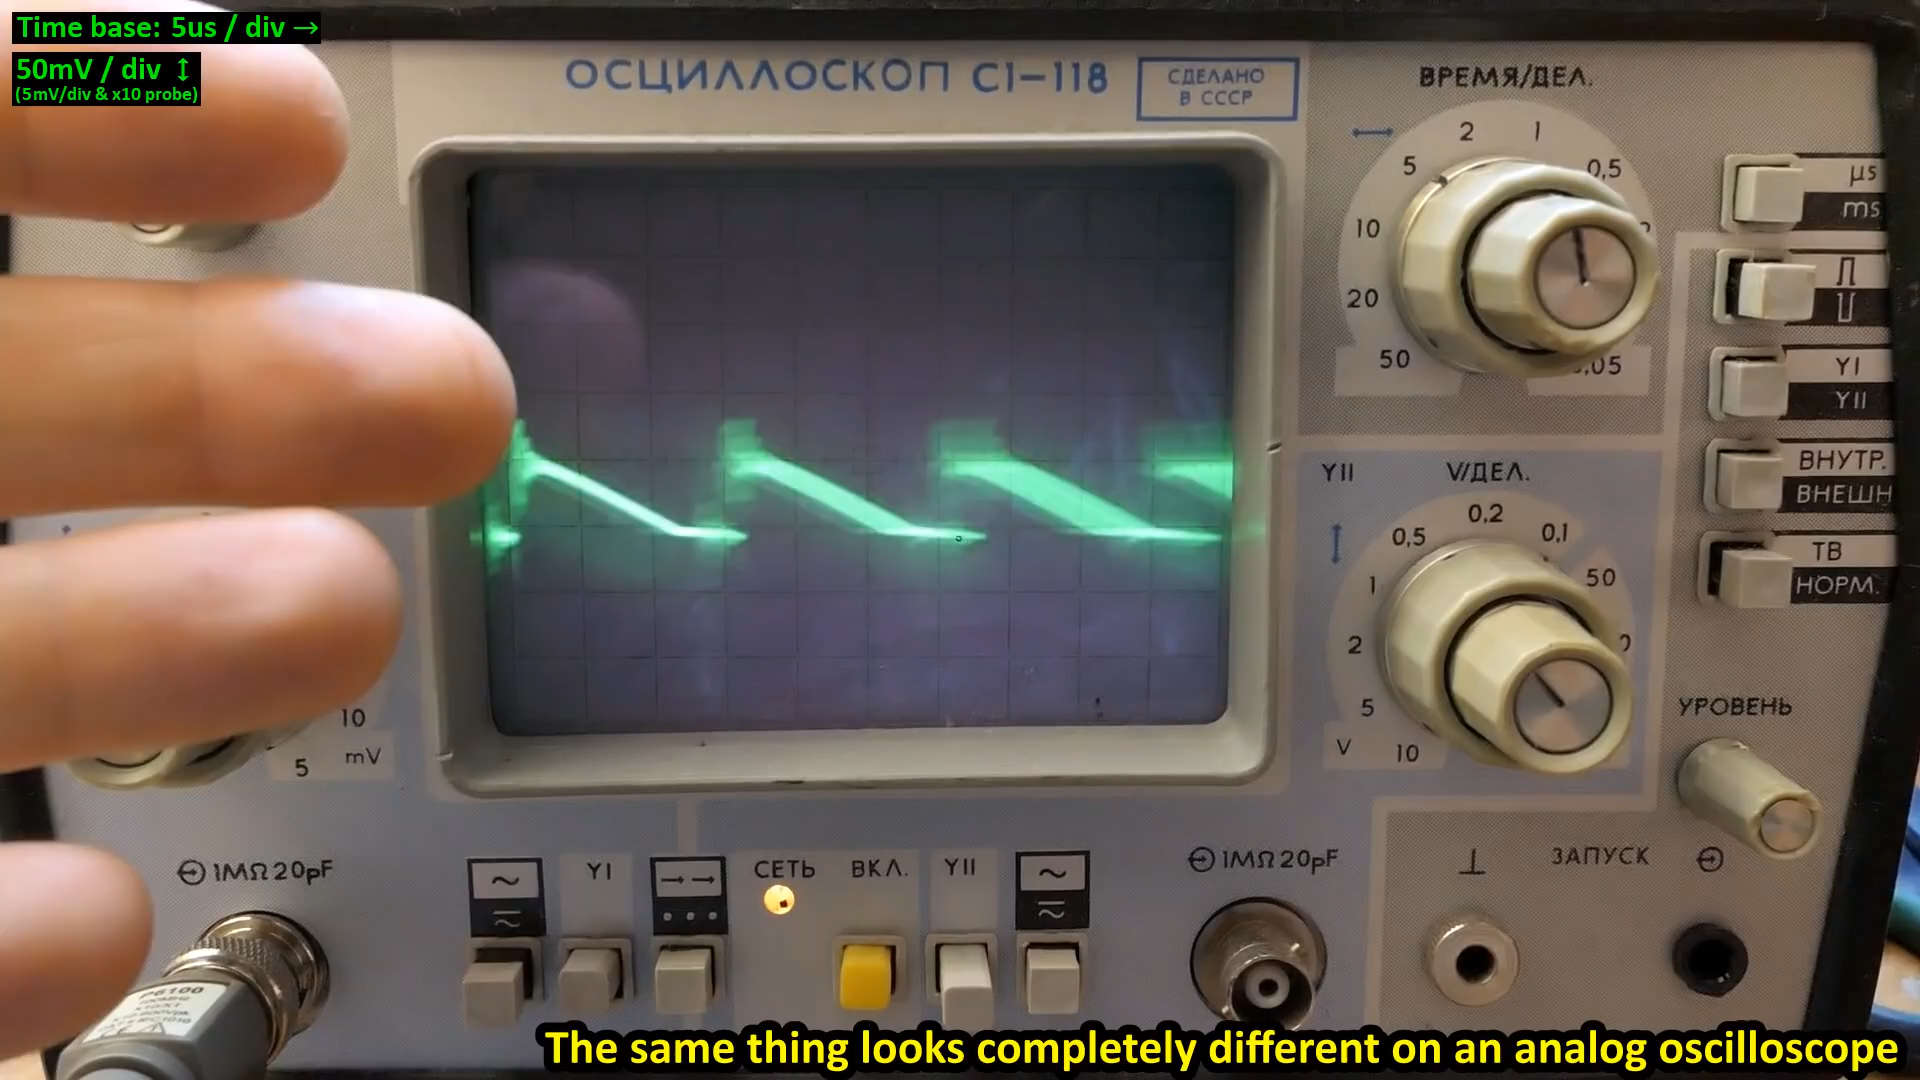 Time base: 5us / div →
50mV / div ↕
(5mV/div & x10 probe)
ОСЦИЛЛОСКОП С1-118
СДЕЛАНО
В СССР
ВРЕМЯ/ДЕЛ.
2
1
5
0,5
10
20
50
μs
ms
YI
YII
ВНУТР.
ВНЕШН
ТВ
НОРМ.
YII
V/ДЕЛ.
0,2
0,5
0,1
1
50
2
5
V
10
УРОВЕНЬ
10
5
mV
1MΩ 20pF
~
YI
→→
СЕТЬ
ВКЛ.
YII
~
1MΩ 20pF
⊥
ЗАПУСК
P6100
The same thing looks completely different on an analog oscilloscope